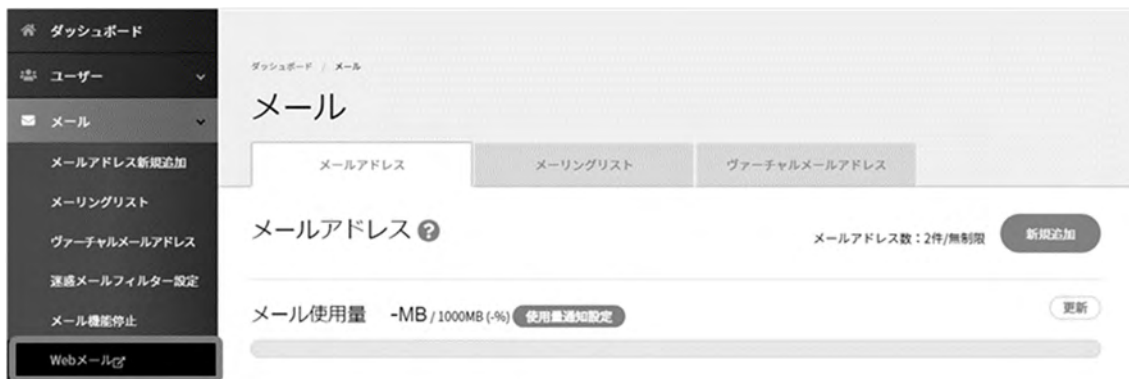 ダッシュボード
ユーザー
メール
メールアドレス新規追加
メーリングリスト
ヴァーチャルメールアドレス
迷惑メールフィルター設定
メール機能停止
Webメール
ダッシュボード / メール
メール
メールアドレス
メーリングリスト
ヴァーチャルメールアドレス
メールアドレス ?
メールアドレス数：2件/無制限
新規追加
メール使用量 -MB / 1000MB (-%) 使用量通知設定
更新